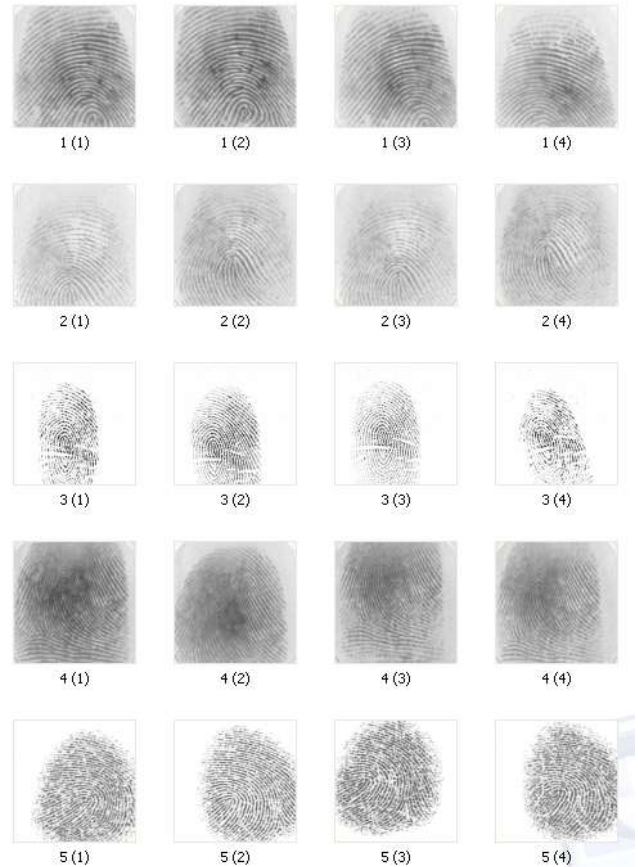 1 (1) 1 (2) 1 (3) 1 (4)
2 (1) 2 (2) 2 (3) 2 (4)
3 (1) 3 (2) 3 (3) 3 (4)
4 (1) 4 (2) 4 (3) 4 (4)
5 (1) 5 (2) 5 (3) 5 (4)